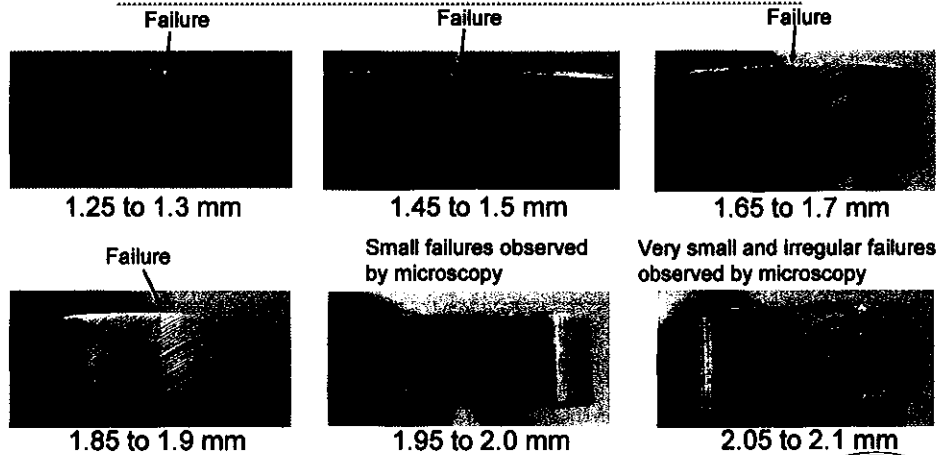 Failure
Failure
Failure
1.25 to 1.3 mm
1.45 to 1.5 mm
1.65 to 1.7 mm
Failure
Small failures observed
by microscopy
Very small and irregular failures
observed by microscopy
1.85 to 1.9 mm
1.95 to 2.0 mm
2.05 to 2.1 mm